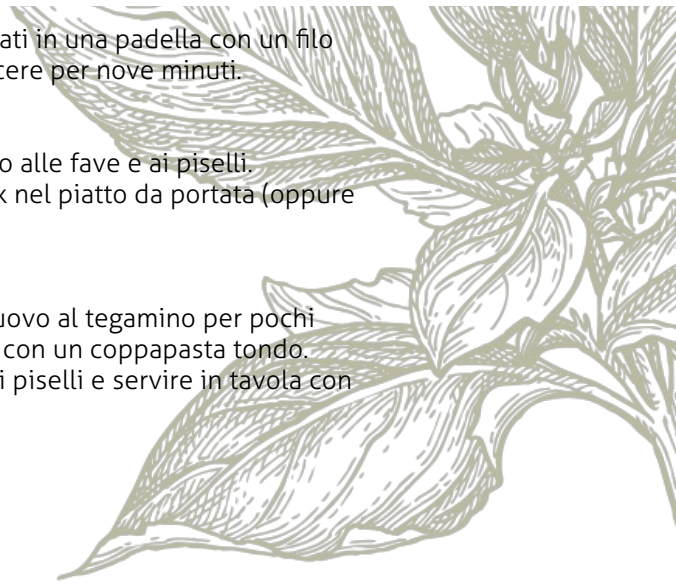 ati in una padella con un filo
cere per nove minuti.
o alle fave e ai piselli.
k nel piatto da portata (oppure
uovo al tegamino per pochi
con un coppapasta tondo.
i piselli e servire in tavola con